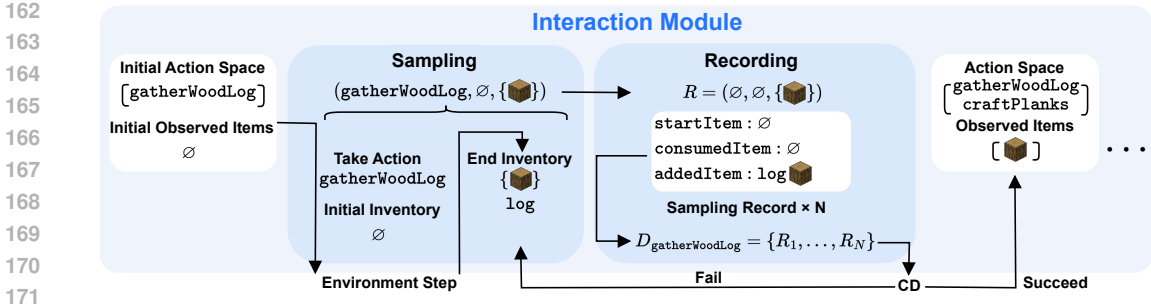 162
163
164
165
166
167
168
169
170
171
Interaction Module
Initial Action Space
[gatherWoodLog]
Initial Observed Items
∅
Sampling
(gatherWoodLog, ∅, { })
Take Action
gatherWoodLog
Initial Inventory
∅
End Inventory
{ }
log
Environment Step
Recording
R = (∅, ∅, { })
startItem : ∅
consumedItem : ∅
addedItem : log
Sampling Record × N
D_gatherWoodLog = {R_1, . . . , R_N}
Fail
CD
Succeed
Action Space
[gatherWoodLog
craftPlanks]
Observed Items
[ ]
· · ·